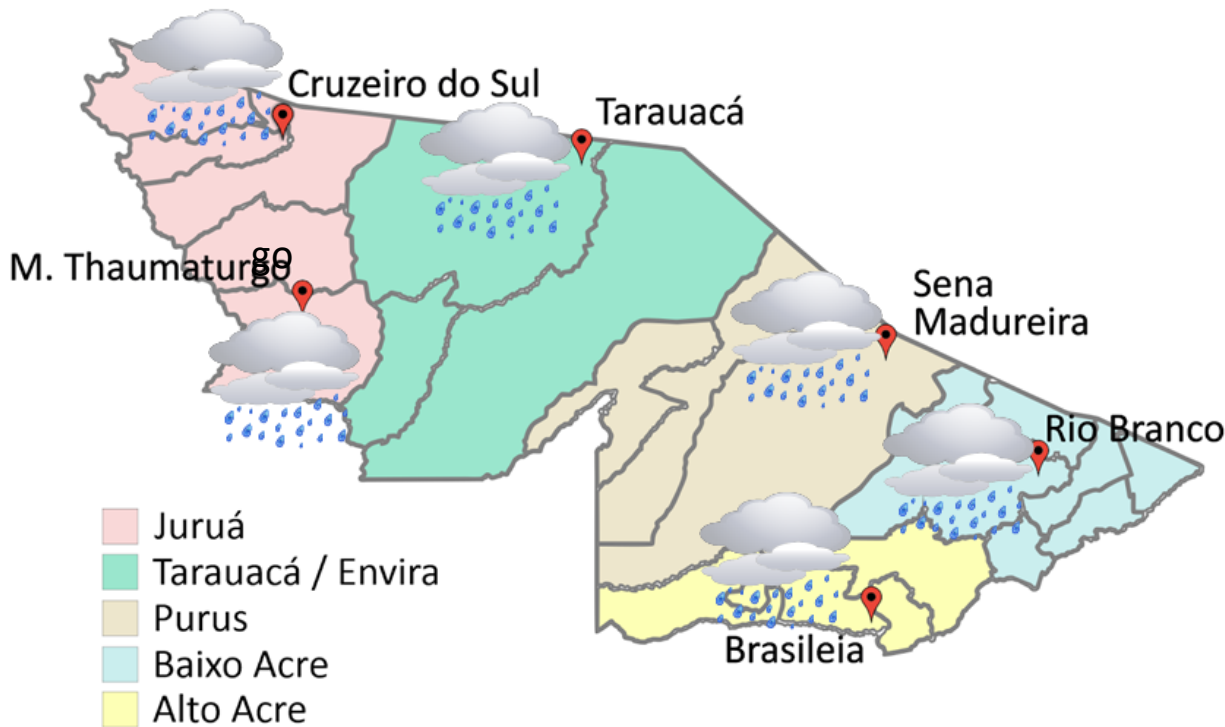 Cruzeiro do Sul
Tarauacá
M. Thaumaturgo
go
Sena
Madureira
Rio Branco
Brasileia
Juruá
Tarauacá / Envira
Purus
Baixo Acre
Alto Acre